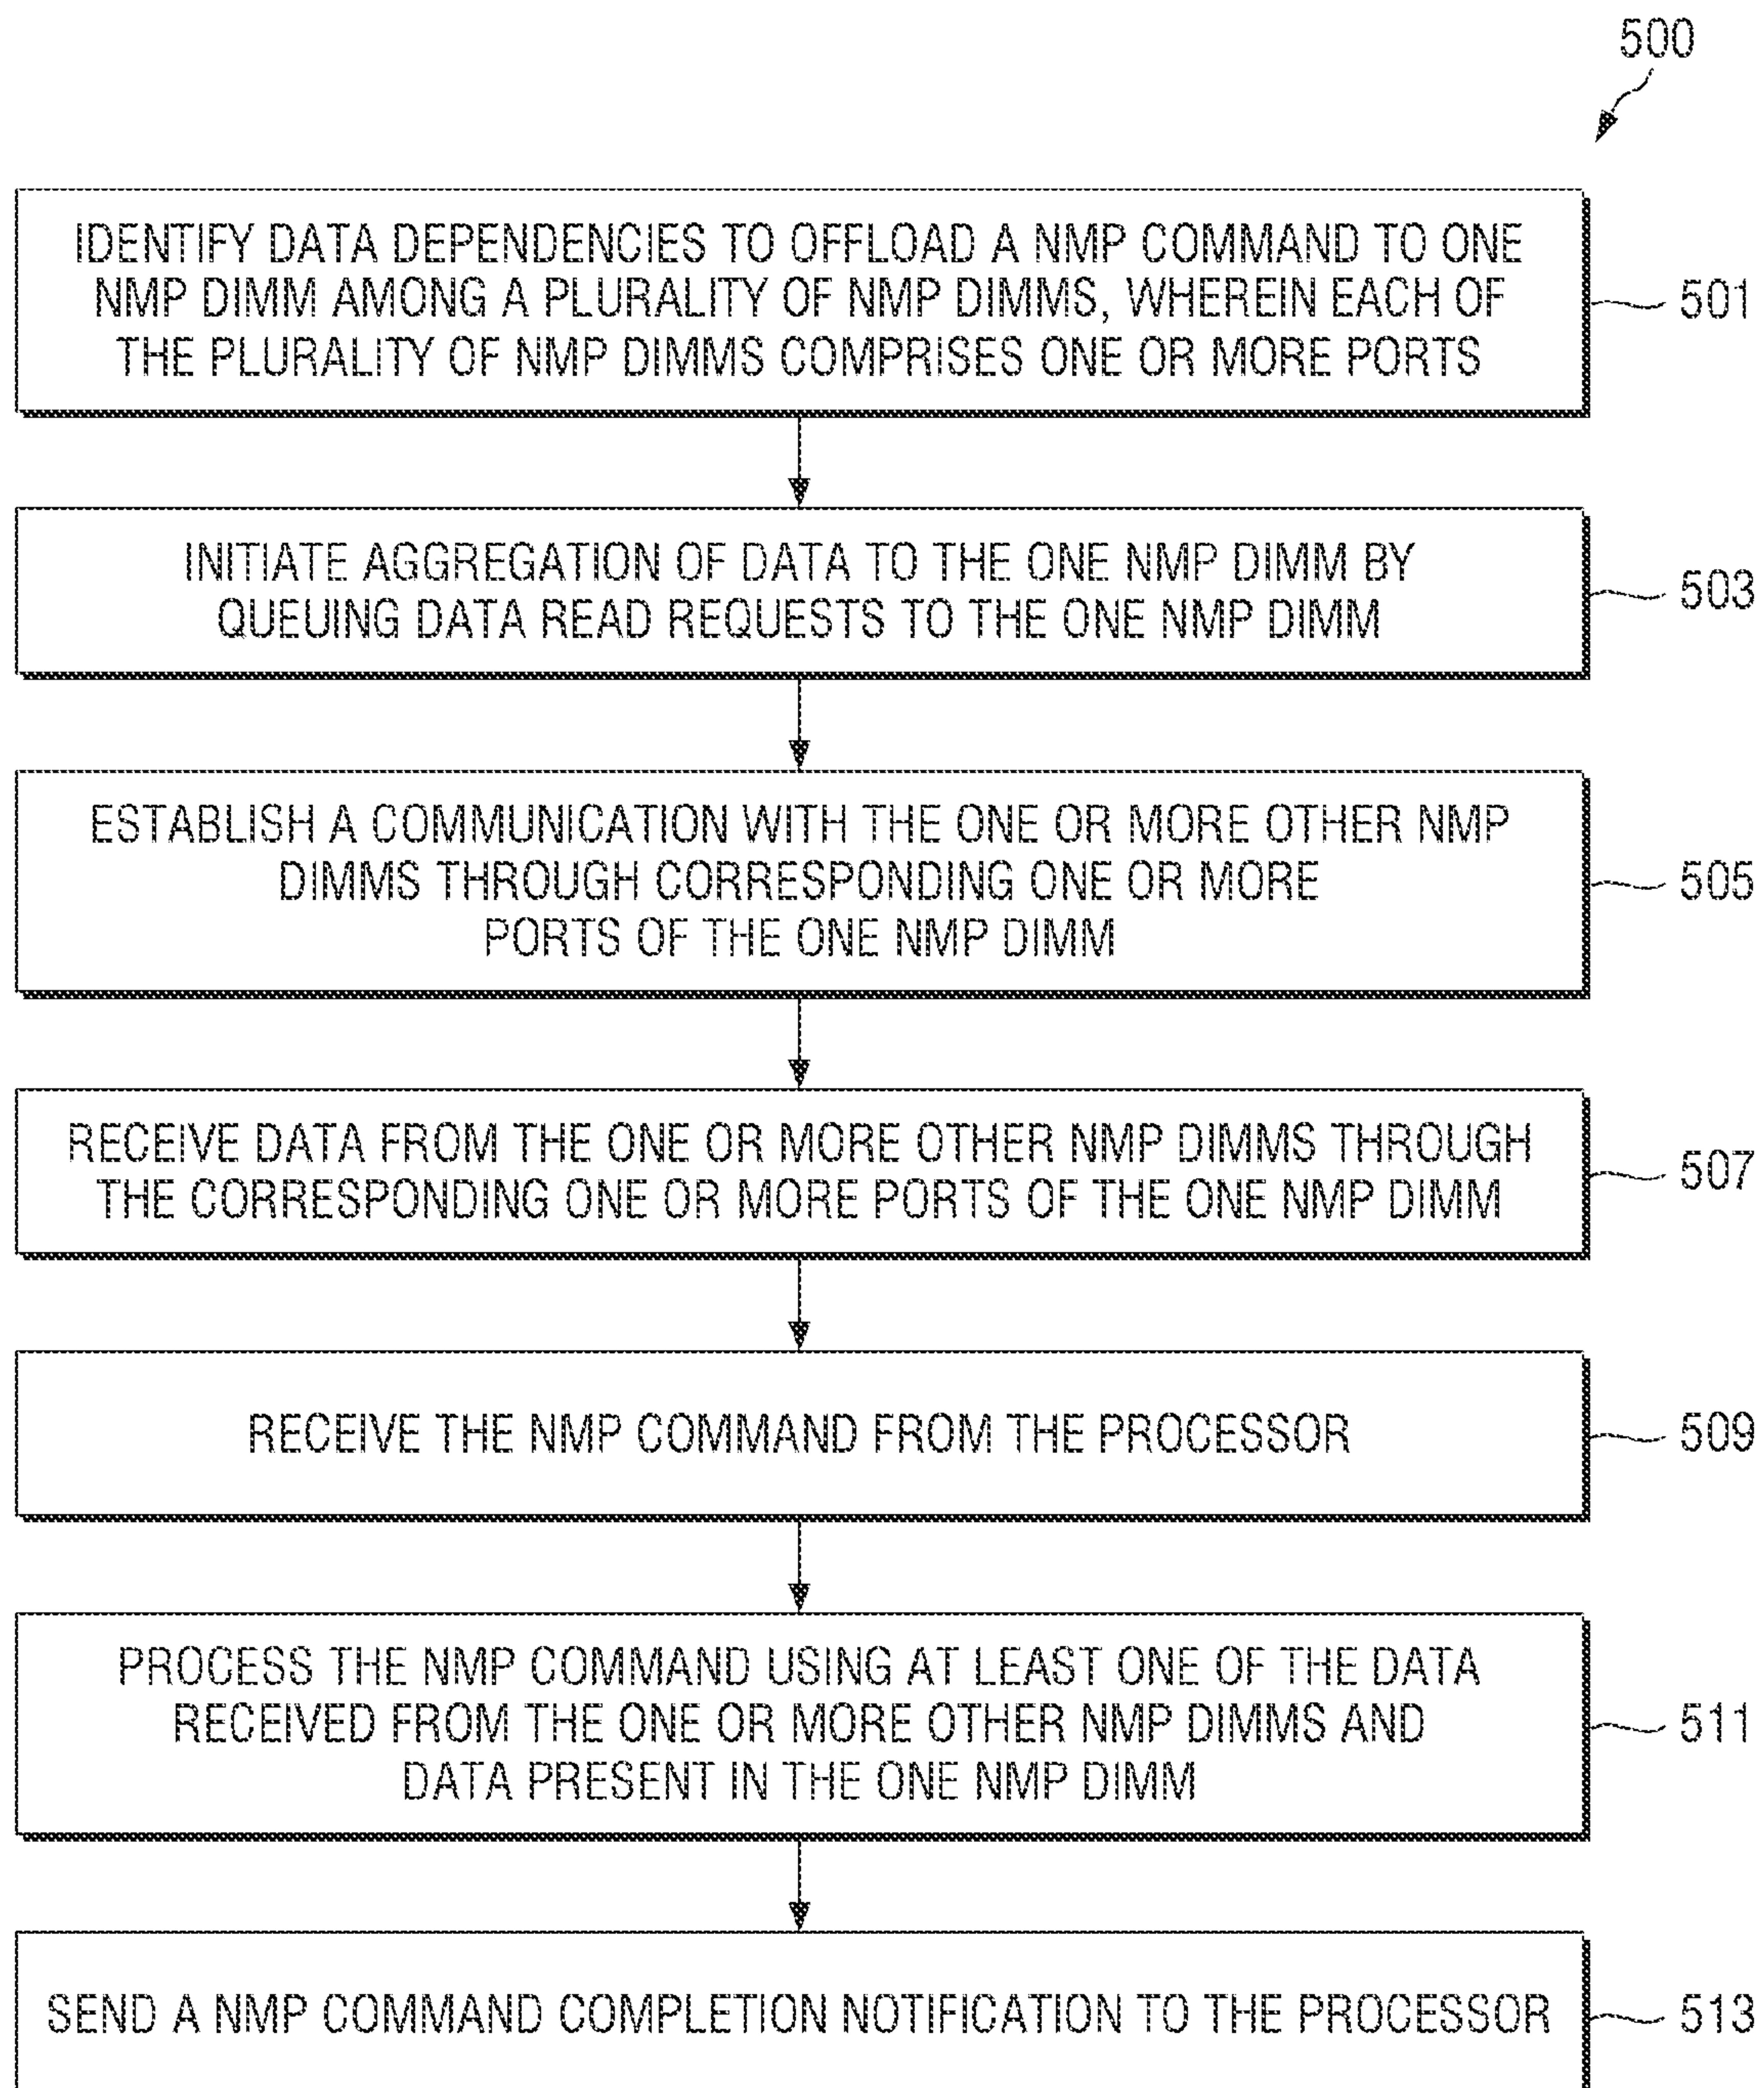 500
IDENTIFY DATA DEPENDENCIES TO OFFLOAD A NMP COMMAND TO ONE
NMP DIMM AMONG A PLURALITY OF NMP DIMMS, WHEREIN EACH OF
THE PLURALITY OF NMP DIMMS COMPRISES ONE OR MORE PORTS
501
INITIATE AGGREGATION OF DATA TO THE ONE NMP DIMM BY
QUEUING DATA READ REQUESTS TO THE ONE NMP DIMM
503
ESTABLISH A COMMUNICATION WITH THE ONE OR MORE OTHER NMP
DIMMS THROUGH CORRESPONDING ONE OR MORE
PORTS OF THE ONE NMP DIMM
505
RECEIVE DATA FROM THE ONE OR MORE OTHER NMP DIMMS THROUGH
THE CORRESPONDING ONE OR MORE PORTS OF THE ONE NMP DIMM
507
RECEIVE THE NMP COMMAND FROM THE PROCESSOR
509
PROCESS THE NMP COMMAND USING AT LEAST ONE OF THE DATA
RECEIVED FROM THE ONE OR MORE OTHER NMP DIMMS AND
DATA PRESENT IN THE ONE NMP DIMM
511
SEND A NMP COMMAND COMPLETION NOTIFICATION TO THE PROCESSOR
513